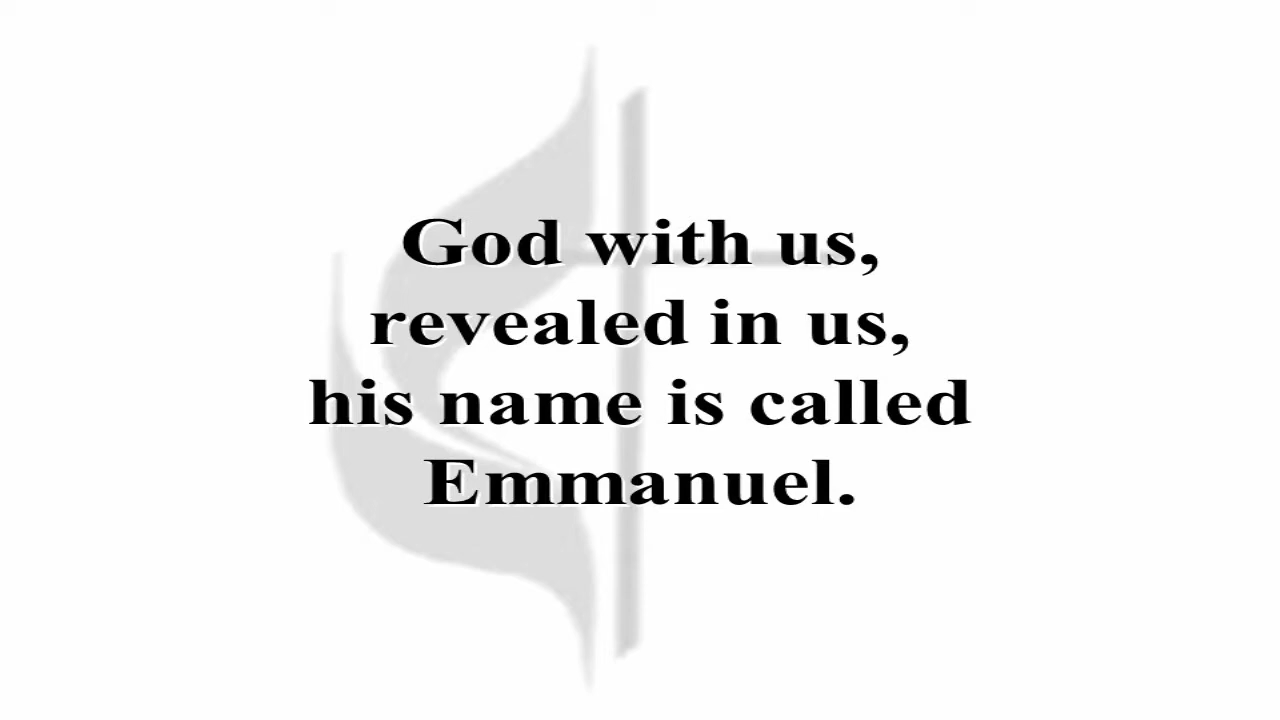 God with us,
revealed in us,
his name is called
Emmanuel.